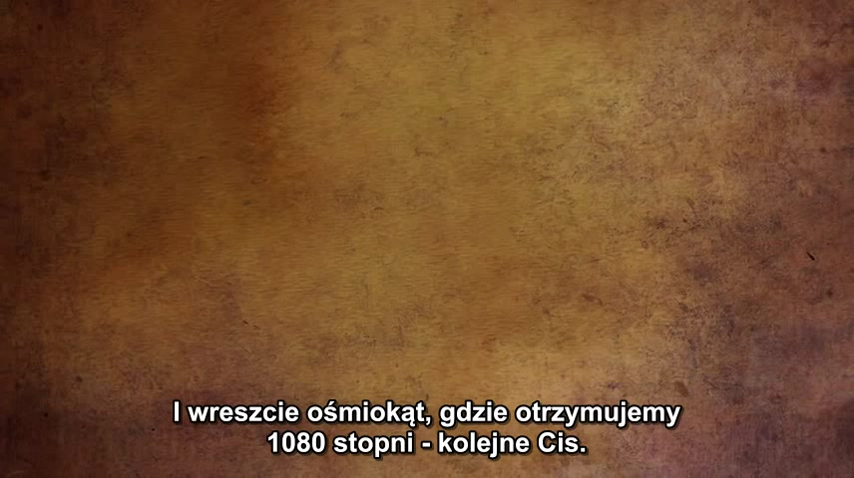 I wreszcie ośmiokąt, gdzie otrzymujemy
1080 stopni - kolejne Cis.